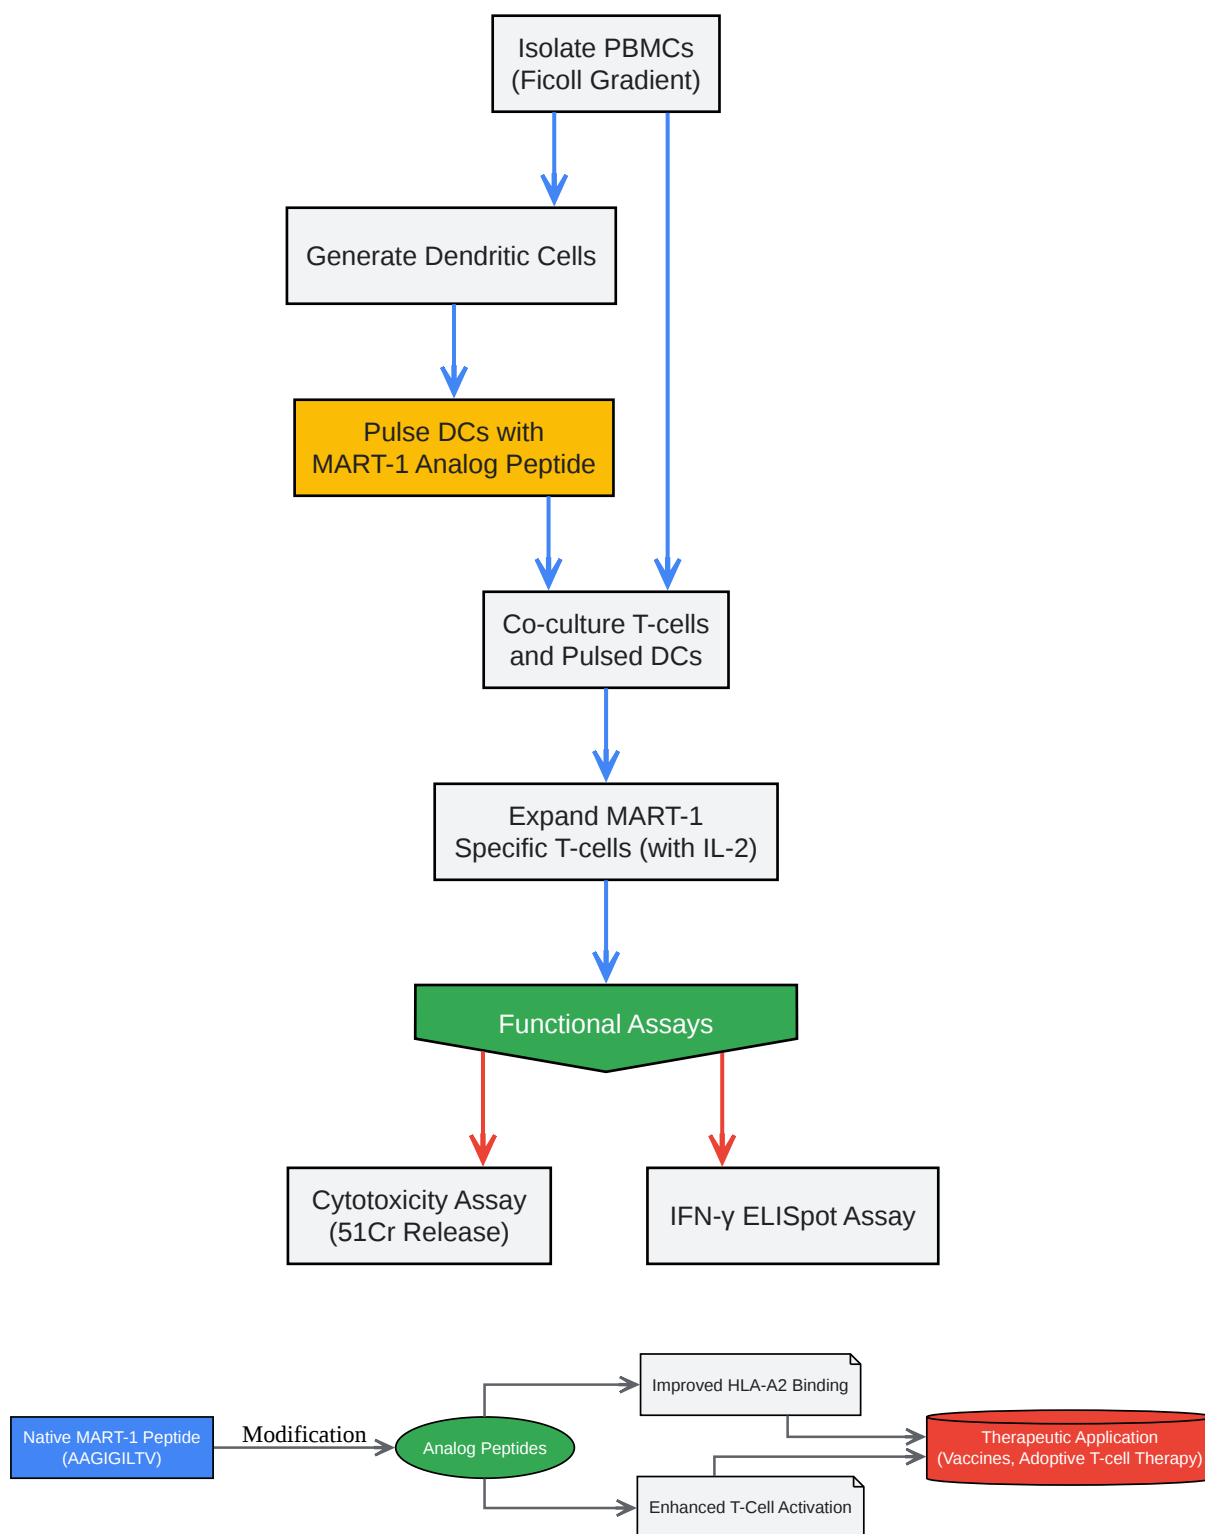 Isolate PBMCs
(Ficoll Gradient)
Generate Dendritic Cells
Pulse DCs with
MART-1 Analog Peptide
Co-culture T-cells
and Pulsed DCs
Expand MART-1
Specific T-cells (with IL-2)
Functional Assays
Cytotoxicity Assay
(51Cr Release)
IFN-γ ELISpot Assay
Native MART-1 Peptide
(AAGIGILTV)
Modification
Analog Peptides
Improved HLA-A2 Binding
Enhanced T-Cell Activation
Therapeutic Application
(Vaccines, Adoptive T-cell Therapy)